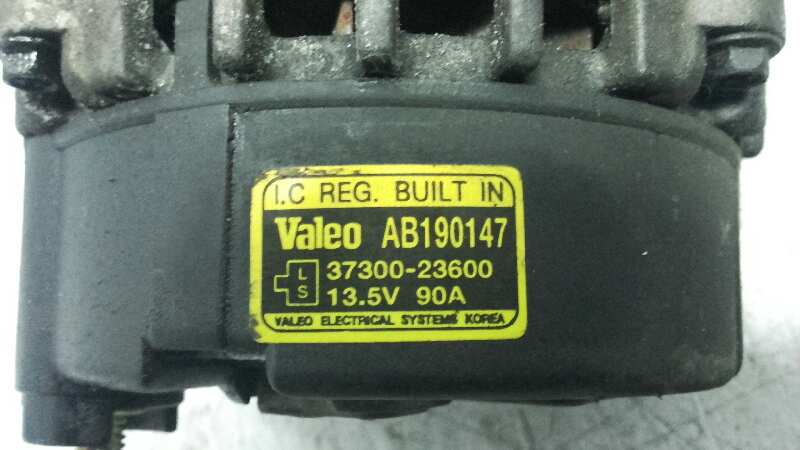 I.C REG. BUILT IN
Valeo AB190147
L 37300-23600
S 13.5V 90A
VALEO ELECTRICAL SYSTEMS KOREA